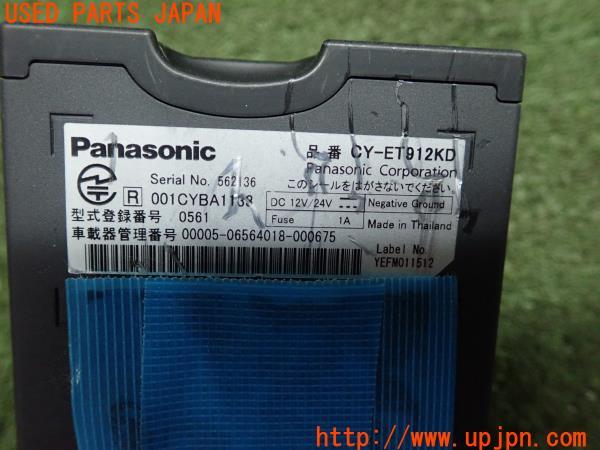 USED PARTS JAPAN
Panasonic
品番 CY-ET912KD
Panasonic Corporation
Serial No. 562136
このシールをはがさないでください。
R 001CYBA1133
DC 12V/24V Negative Ground
Fuse 1A Made in Thailand
型式登録番号 0561
車載器管理番号 00005-06564018-000675
Label No.
YEFM011512
http://www.upjpn.com/